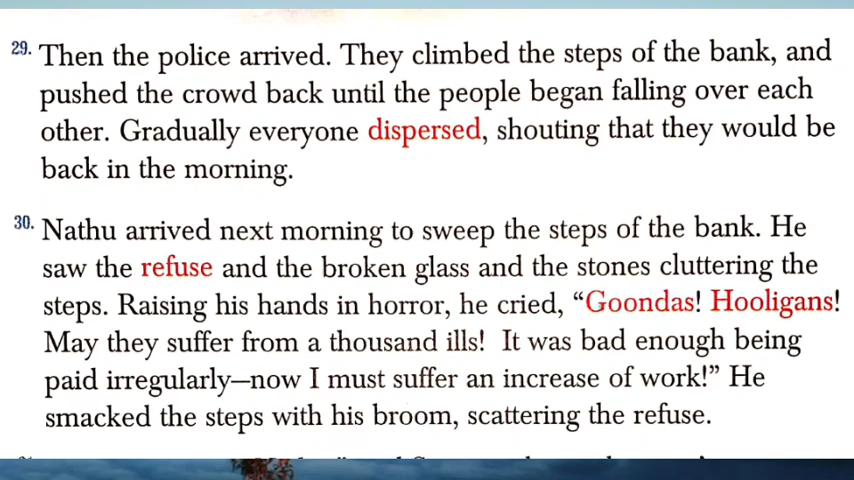 29. Then the police arrived. They climbed the steps of the bank, and
pushed the crowd back until the people began falling over each
other. Gradually everyone dispersed, shouting that they would be
back in the morning.
30. Nathu arrived next morning to sweep the steps of the bank. He
saw the refuse and the broken glass and the stones cluttering the
steps. Raising his hands in horror, he cried, “Goondas! Hooligans!
May they suffer from a thousand ills! It was bad enough being
paid irregularly—now I must suffer an increase of work!” He
smacked the steps with his broom, scattering the refuse.